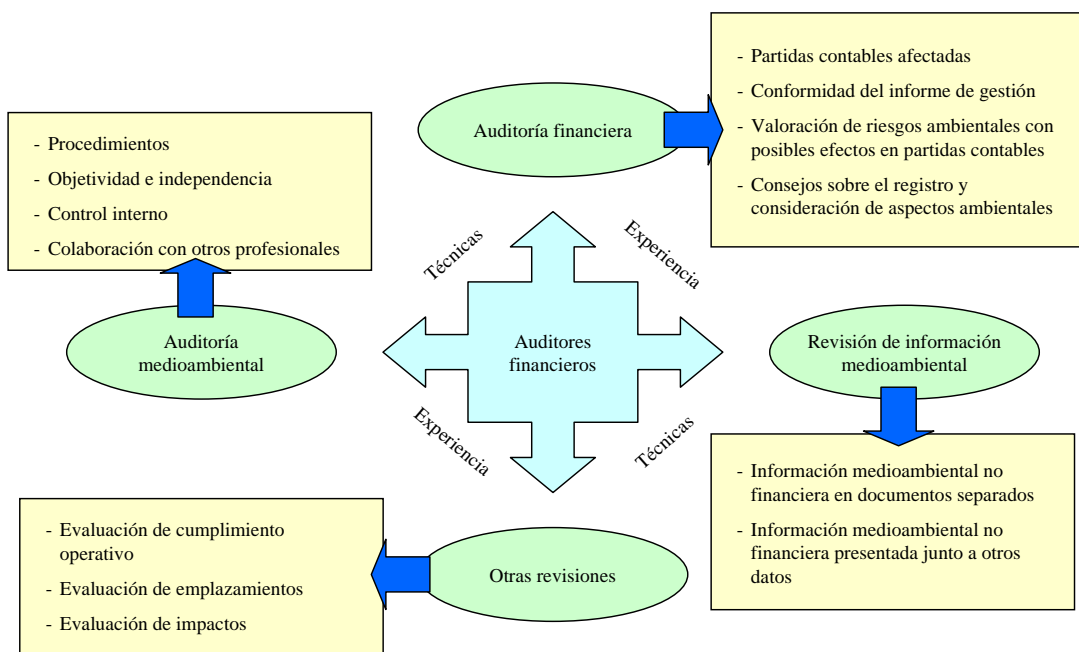 - Partidas contables afectadas
- Conformidad del informe de gestión
- Valoración de riesgos ambientales con
posibles efectos en partidas contables
- Consejos sobre el registro y
consideración de aspectos ambientales
Auditoría financiera
- Procedimientos
- Objetividad e independencia
- Control interno
- Colaboración con otros profesionales
Técnicas
Experiencia
Auditoría
medioambiental
Auditores
financieros
Revisión de información
medioambiental
Experiencia
Técnicas
- Información medioambiental no
financiera en documentos separados
- Información medioambiental no
financiera presentada junto a otros
datos
- Evaluación de cumplimiento
operativo
- Evaluación de emplazamientos
- Evaluación de impactos
Otras revisiones